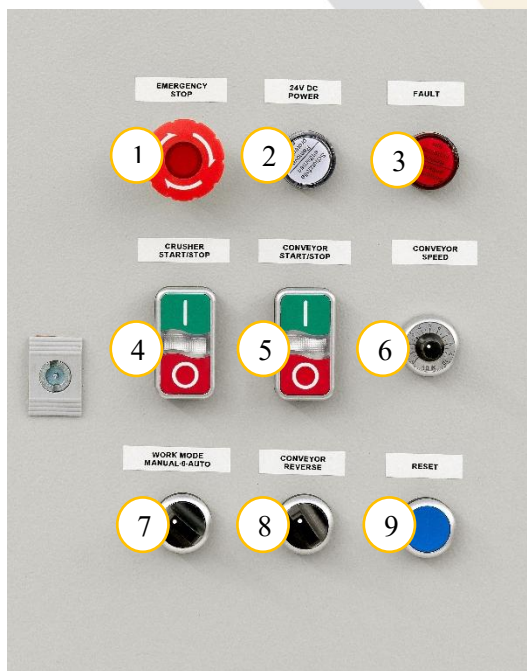 EMERGENCY
STOP
24V DC
POWER
FAULT
1
2
3
CRUSHER
START/STOP
CONVEYOR
START/STOP
CONVEYOR
SPEED
I
I
4
5
6
O
O
WORK MODE
MANUAL-0-AUTO
CONVEYOR
REVERSE
RESET
7
8
9